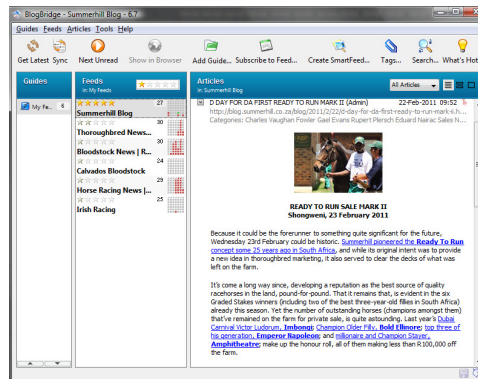 BlogBridge - Summerhill Blog - 6.7
Guides Feeds Articles Tools Help
Get Latest Sync Next Unread Show in Browser Add Guide... Subscribe to Feed... Create SmartFeed... Tags... Search... What's Hot
Guides
My Fe... 6
Feeds
In: My Feeds
27
Summerhill Blog
30
Thoroughbred News...
30
Bloodstock News | R...
24
Calvados Bloodstock
29
Horse Racing News |...
25
Irish Racing
Articles
In: Summerhill Blog
All Articles
D DAY FOR DA FIRST READY TO RUN MARK II (Admin) 22-Feb-2011 09:52
http://blog.summerhill.co.za/blog/2011/2/22/d-day-for-da-first-ready-to-run-mark-ii.h...
Categories: Charles Vaughan Fowler Gael Evans Rupert Plersch Eduard Nairac Sales N...
READY TO RUN SALE MARK II
Shongweni, 23 February 2011
Because it could be the forerunner to something quite significant for the future,
Wednesday 23rd February could be historic. Summerhill pioneered the Ready To Run
concept some 25 years ago in South Africa, and while its original intent was to provide
a new idea in thoroughbred marketing, it also served to clear the decks of what was
left on the farm.
It's come a long way since, developing a reputation as the best source of quality
racehorses in the land, pound-for-pound. That it remains that, is evident in the six
Graded Stakes winners (including two of the best three-year-old fillies in South Africa)
already this season. Yet the number of outstanding horses (champions amongst them)
that've remained on the farm for private sale, is quite astounding. Last year's Dubai
Carnival Victor Ludorum, Imbongi; Champion Older Filly, Bold Ellinore; top three of
his generation, Emperor Napoleon; and millionaire and Champion Stayer,
Amphitheatre; make up the honour roll, all of them making less than R100,000 off
the farm.